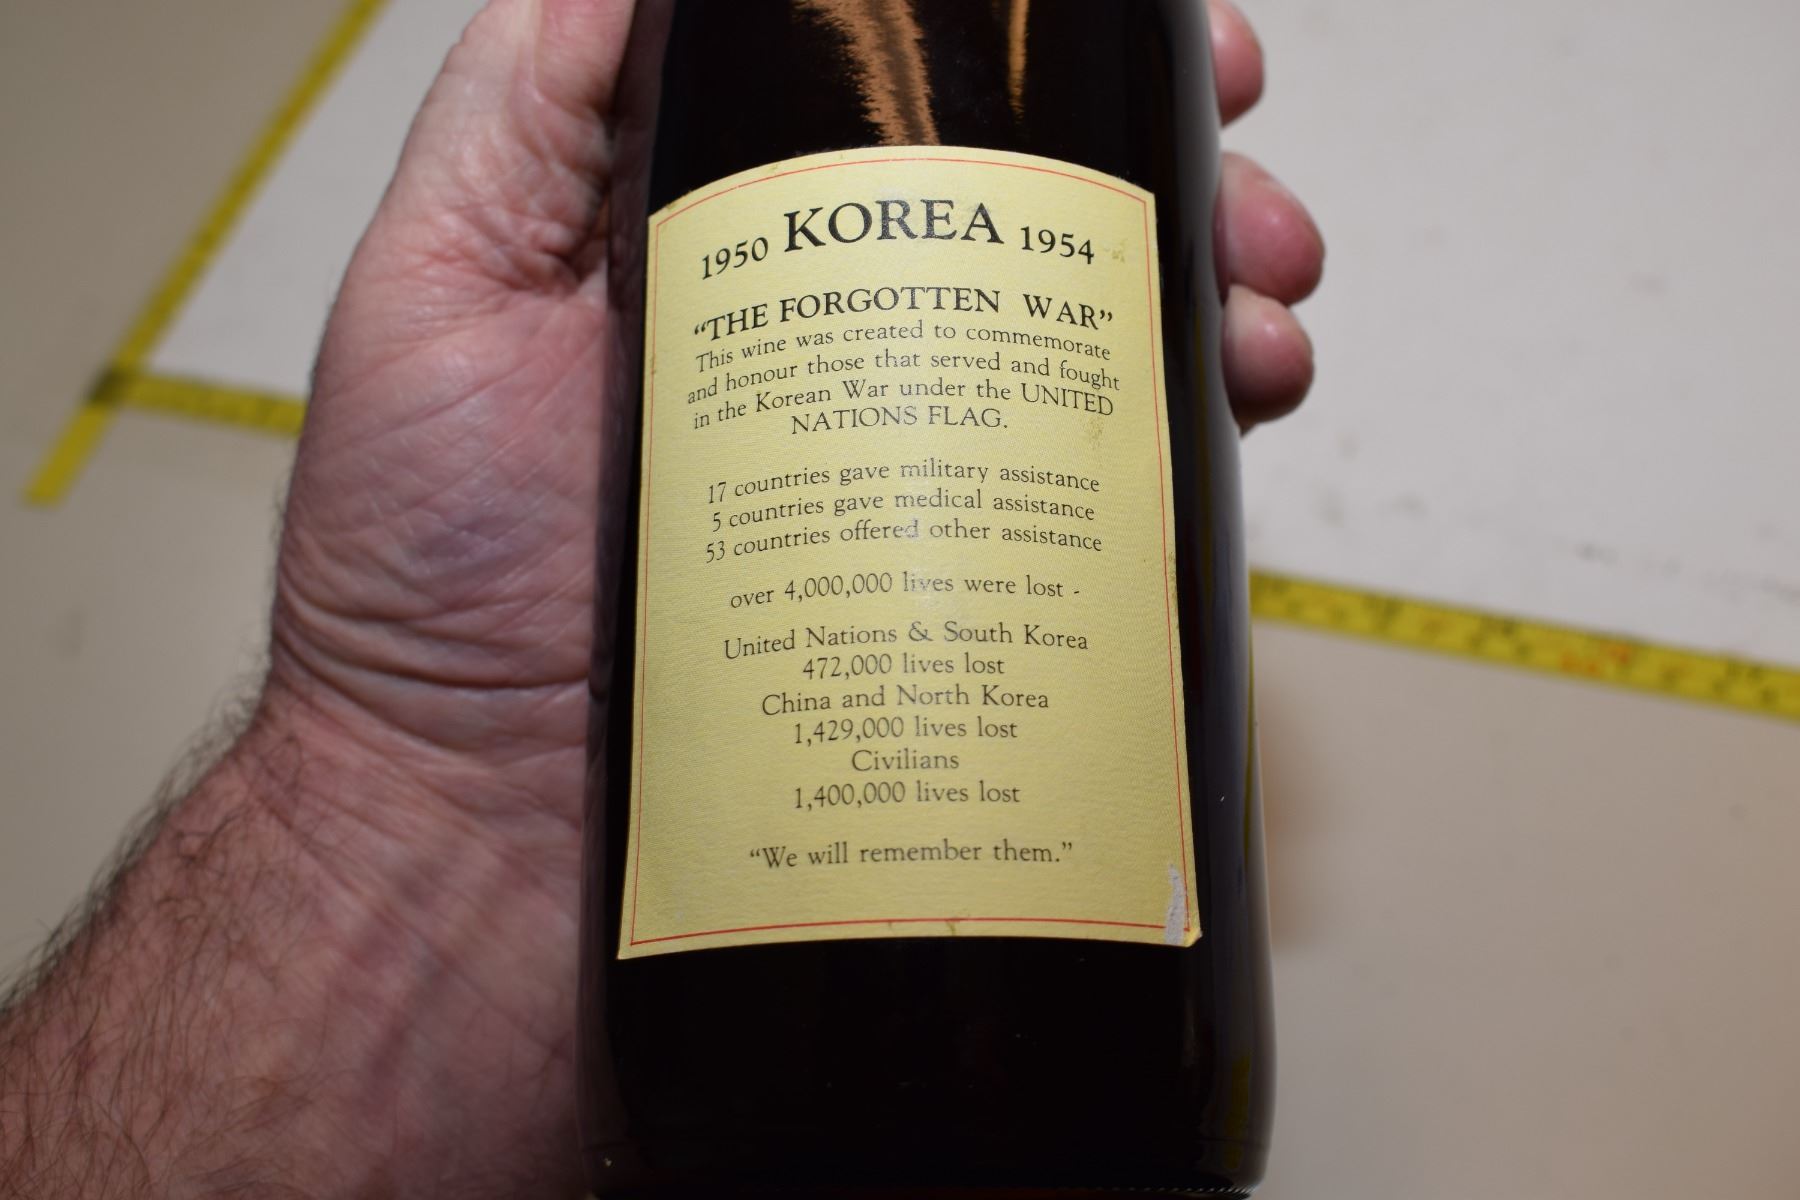 1950 KOREA 1954
“THE FORGOTTEN WAR”
This wine was created to commemorate
and honour those that served and fought
in the Korean War under the UNITED
NATIONS FLAG.
17 countries gave military assistance
5 countries gave medical assistance
53 countries offered other assistance
over 4,000,000 lives were lost -
United Nations & South Korea
472,000 lives lost
China and North Korea
1,429,000 lives lost
Civilians
1,400,000 lives lost
“We will remember them.”